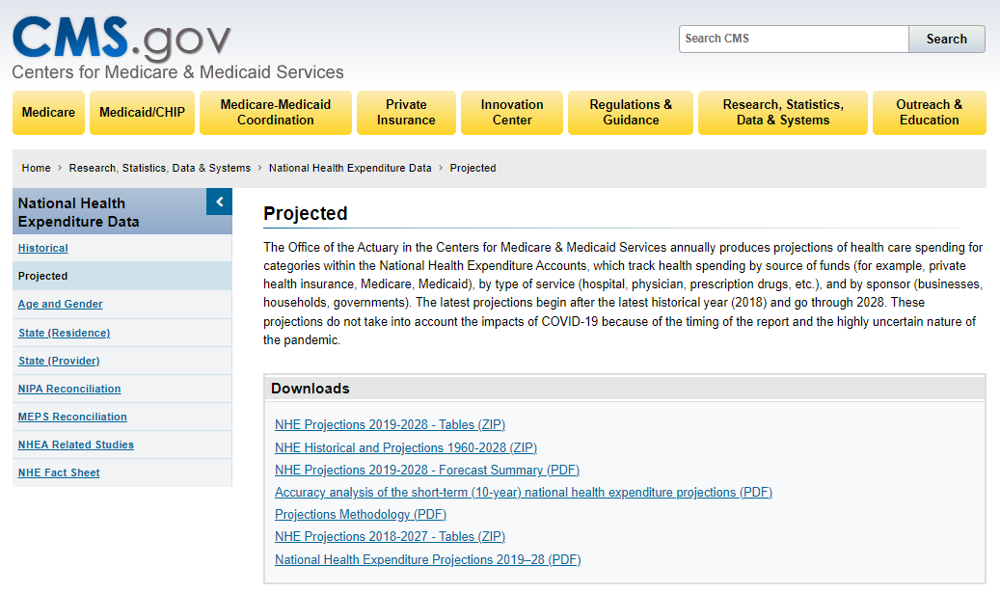 CMS.gov
Centers for Medicare & Medicaid Services
Search CMS
Search
Medicare
Medicaid/CHIP
Medicare-Medicaid
Coordination
Private
Insurance
Innovation
Center
Regulations &
Guidance
Research, Statistics,
Data & Systems
Outreach &
Education
Home › Research, Statistics, Data & Systems › National Health Expenditure Data › Projected
National Health
Expenditure Data
Historical
Projected
Age and Gender
State (Residence)
State (Provider)
NIPA Reconciliation
MEPS Reconciliation
NHEA Related Studies
NHE Fact Sheet
Projected
The Office of the Actuary in the Centers for Medicare & Medicaid Services annually produces projections of health care spending for
categories within the National Health Expenditure Accounts, which track health spending by source of funds (for example, private
health insurance, Medicare, Medicaid), by type of service (hospital, physician, prescription drugs, etc.), and by sponsor (businesses,
households, governments). The latest projections begin after the latest historical year (2018) and go through 2028. These
projections do not take into account the impacts of COVID-19 because of the timing of the report and the highly uncertain nature of
the pandemic.
Downloads
NHE Projections 2019-2028 - Tables (ZIP)
NHE Historical and Projections 1960-2028 (ZIP)
NHE Projections 2019-2028 - Forecast Summary (PDF)
Accuracy analysis of the short-term (10-year) national health expenditure projections (PDF)
Projections Methodology (PDF)
NHE Projections 2018-2027 - Tables (ZIP)
National Health Expenditure Projections 2019–28 (PDF)